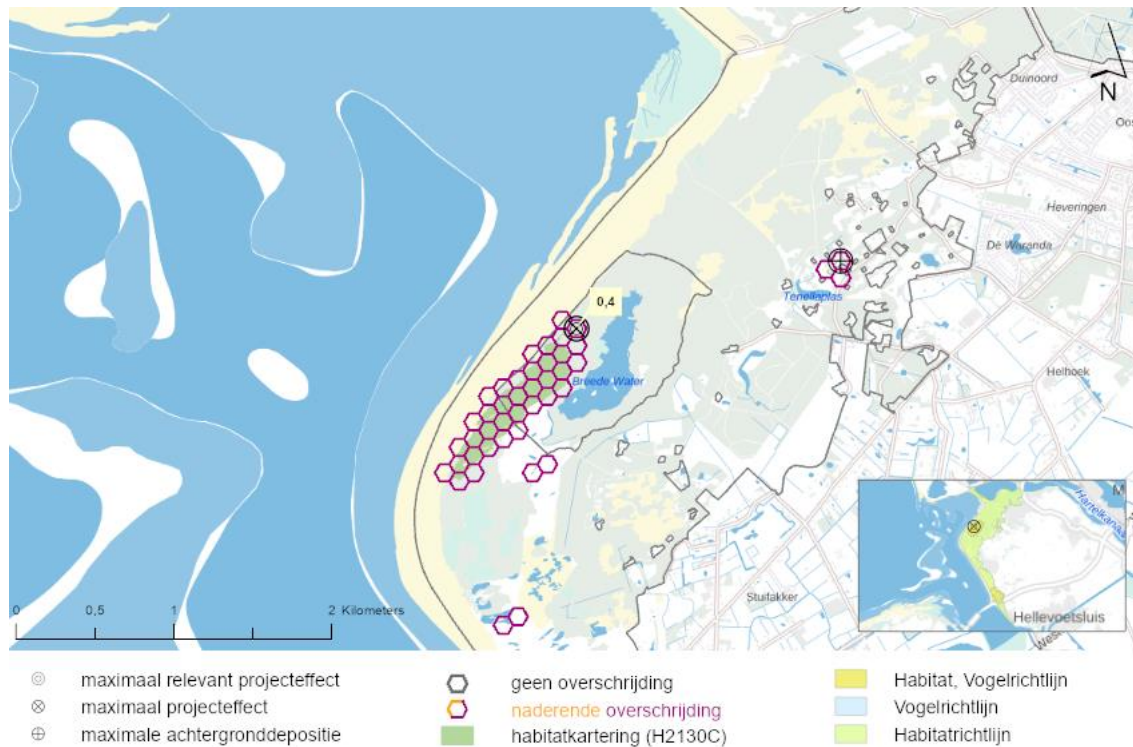 N
Duinoord
Heveringen
De Waranda
0,4
Tenellaplas
Helhoek
Breede Water
Stuifakker
0 0,5 1 2 Kilometers
Hartelkanaal
Hellevoetsluis
maximaal relevant projecteffect
maximaal projecteffect
maximale achtergronddepositie
geen overschrijding
naderende overschrijding
habitatkartering (H2130C)
Habitat, Vogelrichtlijn
Vogelrichtlijn
Habitatrichtlijn